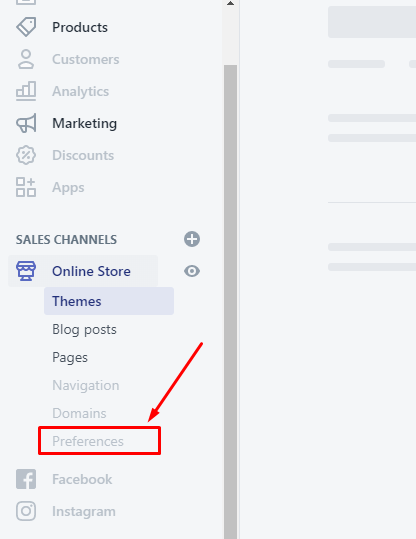 Products
Customers
Analytics
Marketing
Discounts
Apps
SALES CHANNELS
Online Store
Themes
Blog posts
Pages
Navigation
Domains
Preferences
Facebook
Instagram